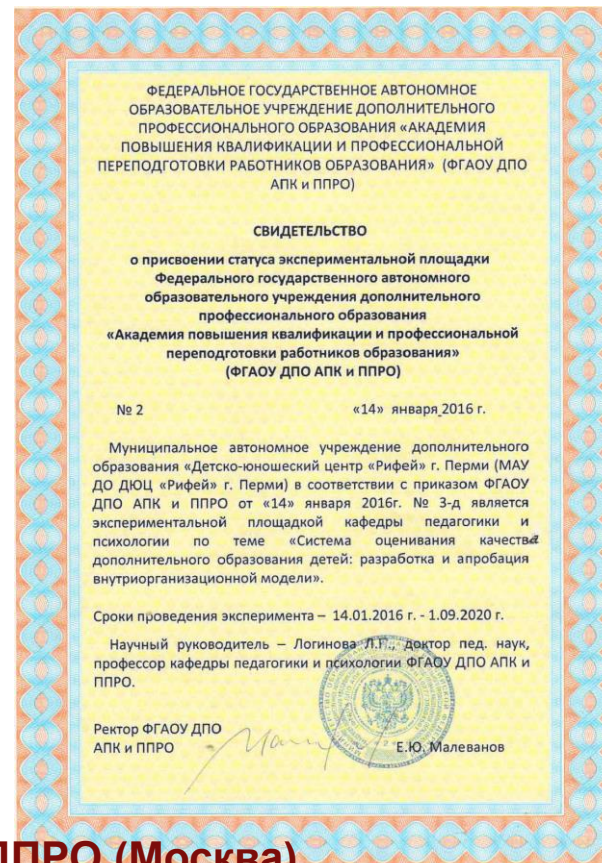 ФЕДЕРАЛЬНОЕ ГОСУДАРСТВЕННОЕ АВТОНОМНОЕ
ОБРАЗОВАТЕЛЬНОЕ УЧРЕЖДЕНИЕ ДОПОЛНИТЕЛЬНОГО
ПРОФЕССИОНАЛЬНОГО ОБРАЗОВАНИЯ «АКАДЕМИЯ
ПОВЫШЕНИЯ КВАЛИФИКАЦИИ И ПРОФЕССИОНАЛЬНОЙ
ПЕРЕПОДГОТОВКИ РАБОТНИКОВ ОБРАЗОВАНИЯ» (ФГАОУ ДПО
АПК и ППРО)
СВИДЕТЕЛЬСТВО
о присвоении статуса экспериментальной площадки
Федерального государственного автономного
образовательного учреждения дополнительного
профессионального образования
«Академия повышения квалификации и профессиональной
переподготовки работников образования»
(ФГАОУ ДПО АПК и ППРО)
№ 2 «14» января 2016 г.
Муниципальное автономное учреждение дополнительного
образования «Детско-юношеский центр «Рифей» г. Перми (МАУ
ДО ДЮЦ «Рифей» г. Перми) в соответствии с приказом ФГАОУ
ДПО АПК и ППРО от «14» января 2016г. № 3-д является
экспериментальной площадкой кафедры педагогики и
психологии по теме «Система оценивания качества
дополнительного образования детей: разработка и апробация
внутриорганизационной модели».
Сроки проведения эксперимента – 14.01.2016 г. - 1.09.2020 г.
Научный руководитель – Логинова Л.Г., доктор пед. наук,
профессор кафедры педагогики и психологии ФГАОУ ДПО АПК и
ППРО.
Ректор ФГАОУ ДПО
АПК и ППРО Е.Ю. Малеванов
ППРО (Москва)